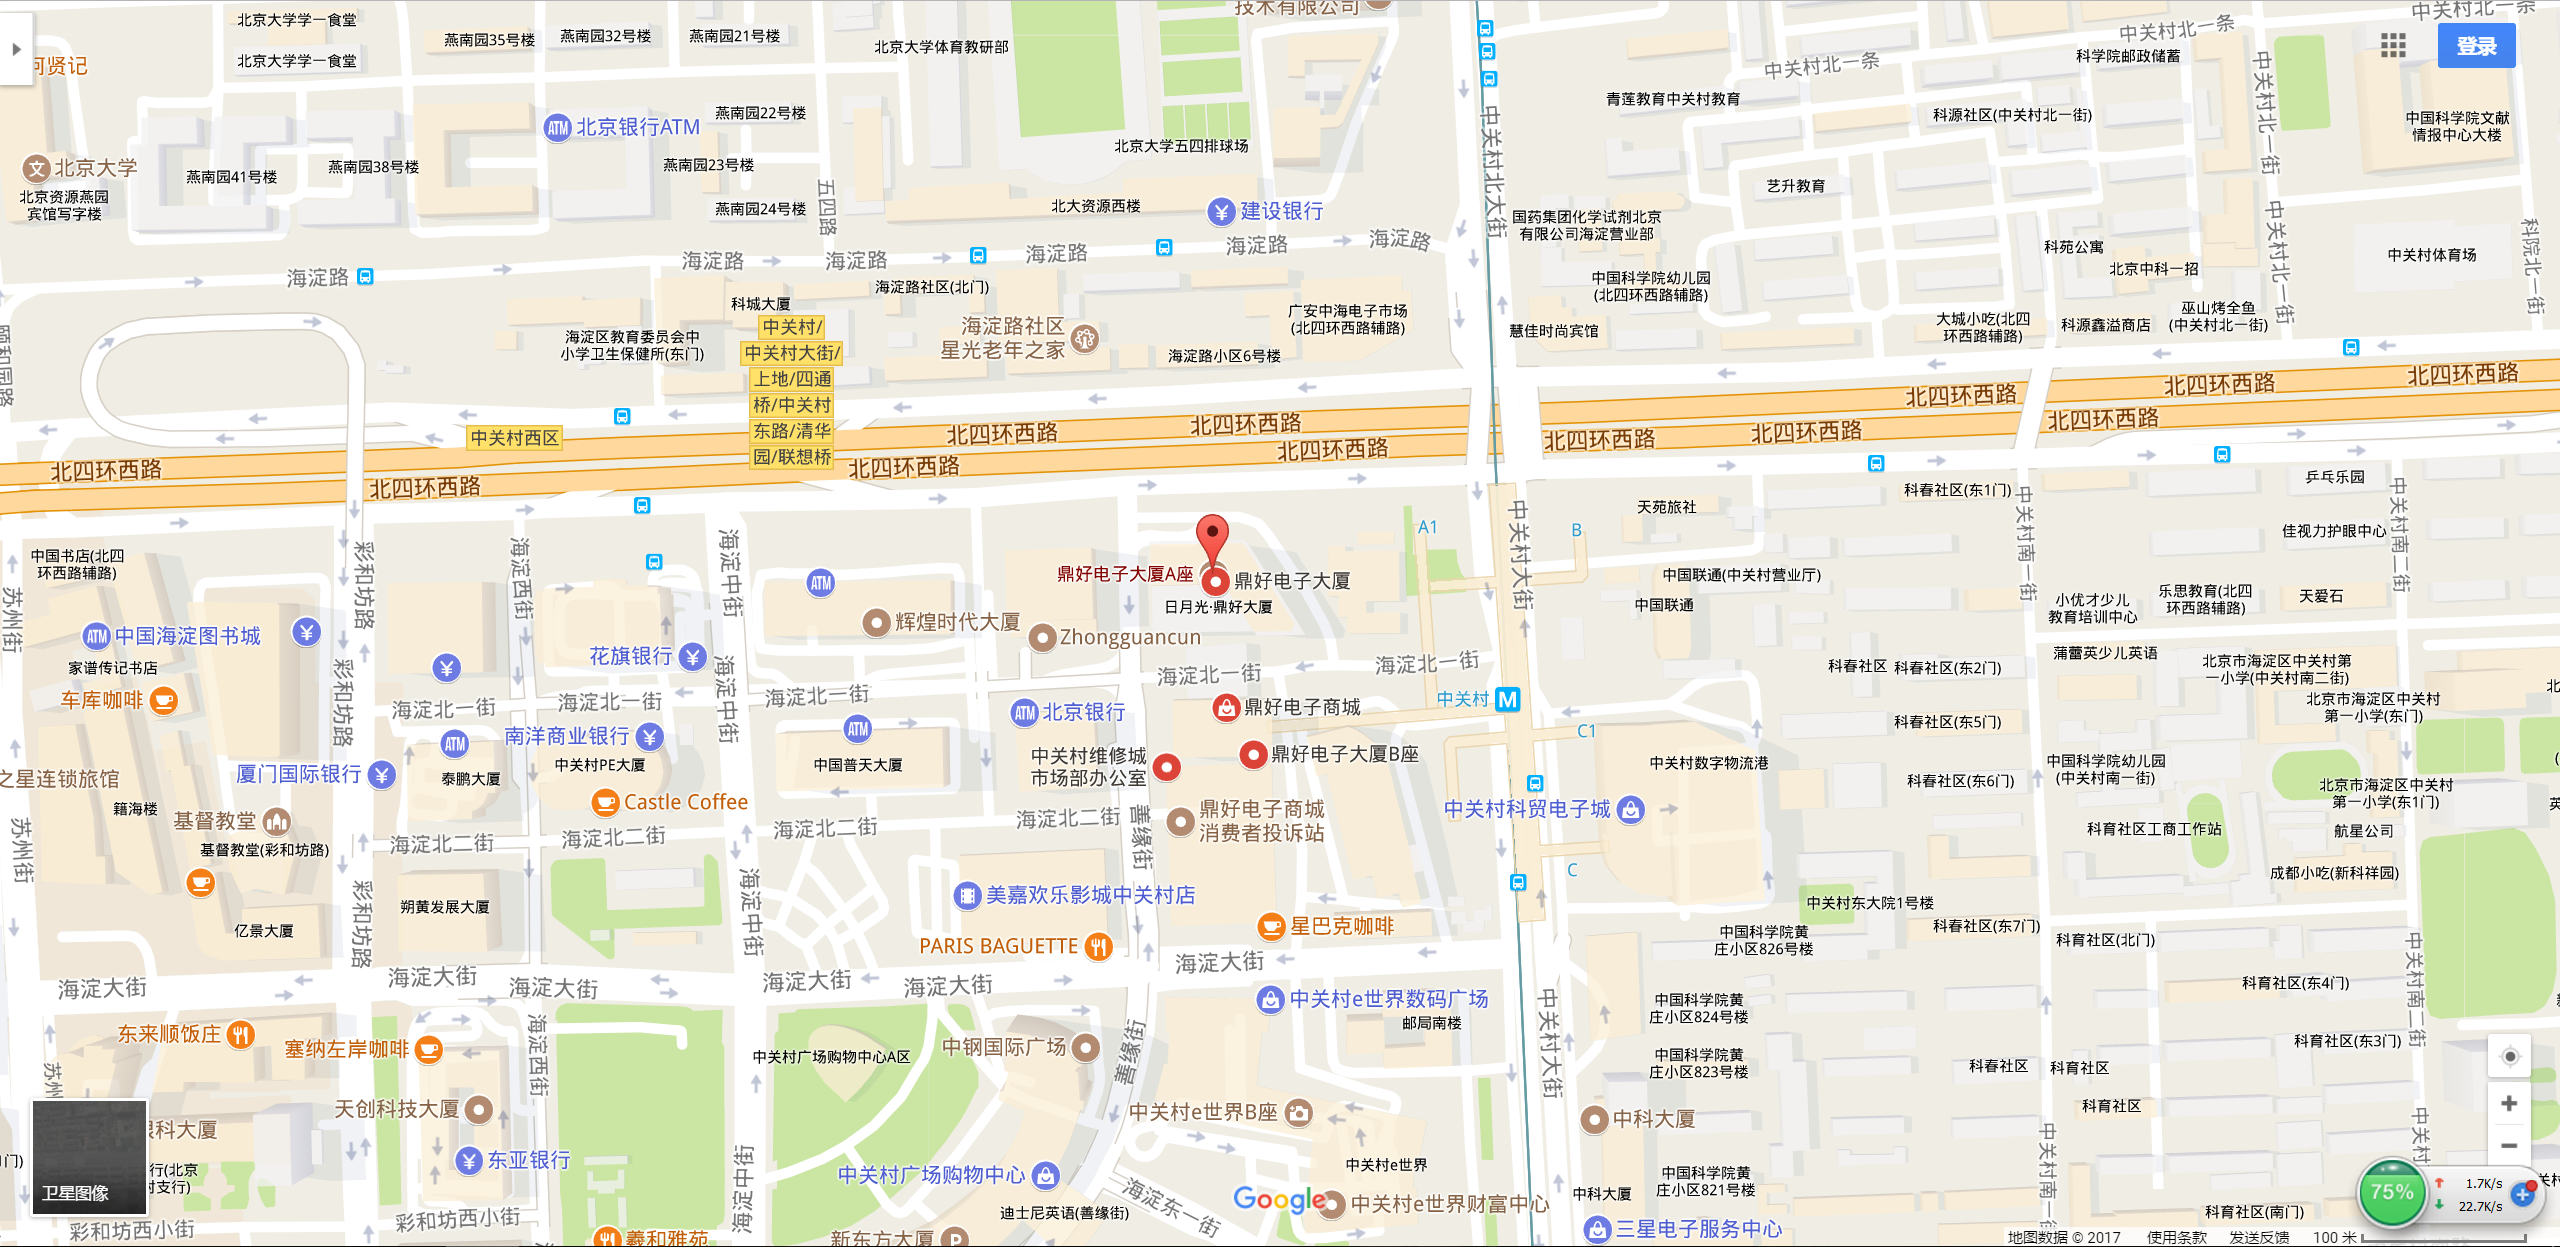 技术有限公司
中关村北一条
中关村北一条
中关村北一条
登录
北京大学学一食堂
燕南园35号楼
燕南园32号楼
燕南园21号楼
北京大学体育教研部
北京大学学一食堂
科学院邮政储蓄
青莲教育中关村教育
科源社区(中关村北一街)
中国科学院文献
情报中心大楼
北京银行ATM
燕南园22号楼
中关村北大街
中关村北一街
北京大学五四排球场
北京大学
燕南园41号楼
燕南园38号楼
燕南园23号楼
艺升教育
北京资源燕园
宾馆写字楼
燕南园24号楼
五四路
北大资源西楼
建设银行
国药集团化学试剂北京
有限公司海淀营业部
中关村北一街
科院北一街
海淀路
海淀路
海淀路
海淀路
海淀路
海淀路
科苑公寓
中关村体育场
北京中科一招
海淀路社区(北门)
中国科学院幼儿园
(北四环西路辅路)
科城大厦
广安中海电子市场
(北四环西路辅路)
巫山烤全鱼
(中关村北一街)
中关村/
中关村大街/
上地/四通
桥/中关村
东路/清华
园/联想桥
海淀路社区
星光老年之家
慧佳时尚宾馆
大城小吃(北四
环西路辅路)
科源鑫溢商店
海淀区教育委员会中
小学卫生保健所(东门)
海淀路小区6号楼
颐和园路
中关村西区
北四环西路
北四环西路
北四环西路
北四环西路
北四环西路
北四环西路
北四环西路
北四环西路
北四环西路
北四环西路
北四环西路
北四环西路
乒乓乐园
科春社区(东1门)
天苑旅社
佳视力护眼中心
中国书店(北四
环西路辅路)
彩和坊路
海淀西街
海淀中街
A1
B
中关村大街
中关村南一街
中关村南二街
鼎好电子大厦A座
鼎好电子大厦
日月光·鼎好大厦
中国联通(中关村营业厅)
中国联通
小优才少儿
教育培训中心
乐思教育(北四
环西路辅路)
天爱石
苏州街
中国海淀图书城
辉煌时代大厦
Zhongguancun
家谱传记书店
花旗银行
海淀中街
海淀北一街
海淀北一街
科春社区
科春社区(东2门)
蒲蕾英少儿英语
北京市海淀区中关村第
一小学(中关村南二街)
车库咖啡
彩和坊路
海淀北一街
海淀北一街
海淀北一街
中关村
M
北京市海淀区中关村
第一小学(东门)
北京银行
鼎好电子商城
科春社区(东5门)
南洋商业银行
C1
中关村维修城
市场部办公室
鼎好电子大厦B座
之星连锁旅馆
厦门国际银行
泰鹏大厦
中关村PE大厦
中国普天大厦
中关村数字物流港
中国科学院幼儿园
(中关村南一街)
科春社区(东6门)
北京市海淀区中关村
第一小学(东1门)
籍海楼
Castle Coffee
基督教堂
海淀北二街
海淀北二街
海淀北二街
海淀北二街
善缘街
鼎好电子商城
消费者投诉站
中关村科贸电子城
科育社区工商工作站
航星公司
苏州街
基督教堂(彩和坊路)
C
成都小吃(新科祥园)
朔黄发展大厦
彩和坊路
海淀中街
美嘉欢乐影城中关村店
中关村东大院1号楼
亿景大厦
PARIS BAGUETTE
星巴克咖啡
科春社区(东7门)
中国科学院黄
庄小区826号楼
科育社区(北门)
海淀大街
海淀大街
海淀大街
海淀大街
海淀大街
海淀大街
中关村南二街
科育社区(东4门)
中关村e世界数码广场
邮局南楼
中关村大街
中国科学院黄
庄小区824号楼
东来顺饭庄
塞纳左岸咖啡
海淀西街
中关村广场购物中心A区
中钢国际广场
善缘街
科育社区(东3门)
中国科学院黄
庄小区823号楼
科春社区
科育社区
天创科技大厦
科育社区
中关村e世界B座
中科大厦
东亚银行
中关村广场购物中心
中关村e世界
中国科学院黄
庄小区821号楼
中科大厦
卫星图像
海淀中街
迪士尼英语(善缘街)
海淀东一街
Google
中关村e世界财富中心
科育社区(南门)
彩和坊西小街
彩和坊西小街
羲和雅苑
新东方大厦
三星电子服务中心
75%
1.7K/s
22.7K/s
地图数据 © 2017
使用条款
发送反馈
100 米